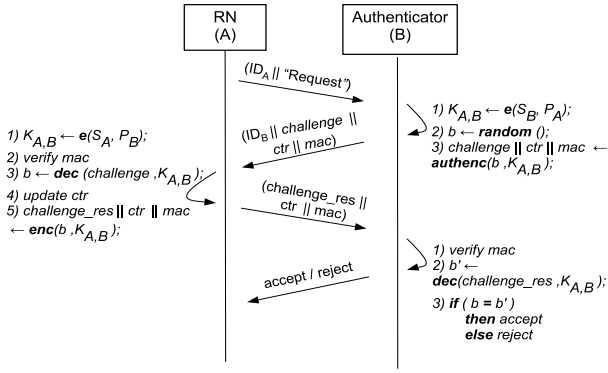 RN
(A)
Authenticator
(B)
(ID_A || “Request”)
1) K_A,B ← e(S_B, P_A);
2) b ← random ();
3) challenge || ctr || mac ←
authenc(b ,K_A,B);
(ID_B || challenge ||
ctr || mac)
1) K_A,B ← e(S_A, P_B);
2) verify mac
3) b ← dec (challenge ,K_A,B);
4) update ctr
5) challenge_res || ctr || mac
← enc(b ,K_A,B);
(challenge_res ||
ctr || mac)
1) verify mac
2) b' ←
dec(challenge_res ,K_A,B);
3) if ( b = b' )
then accept
else reject
accept / reject